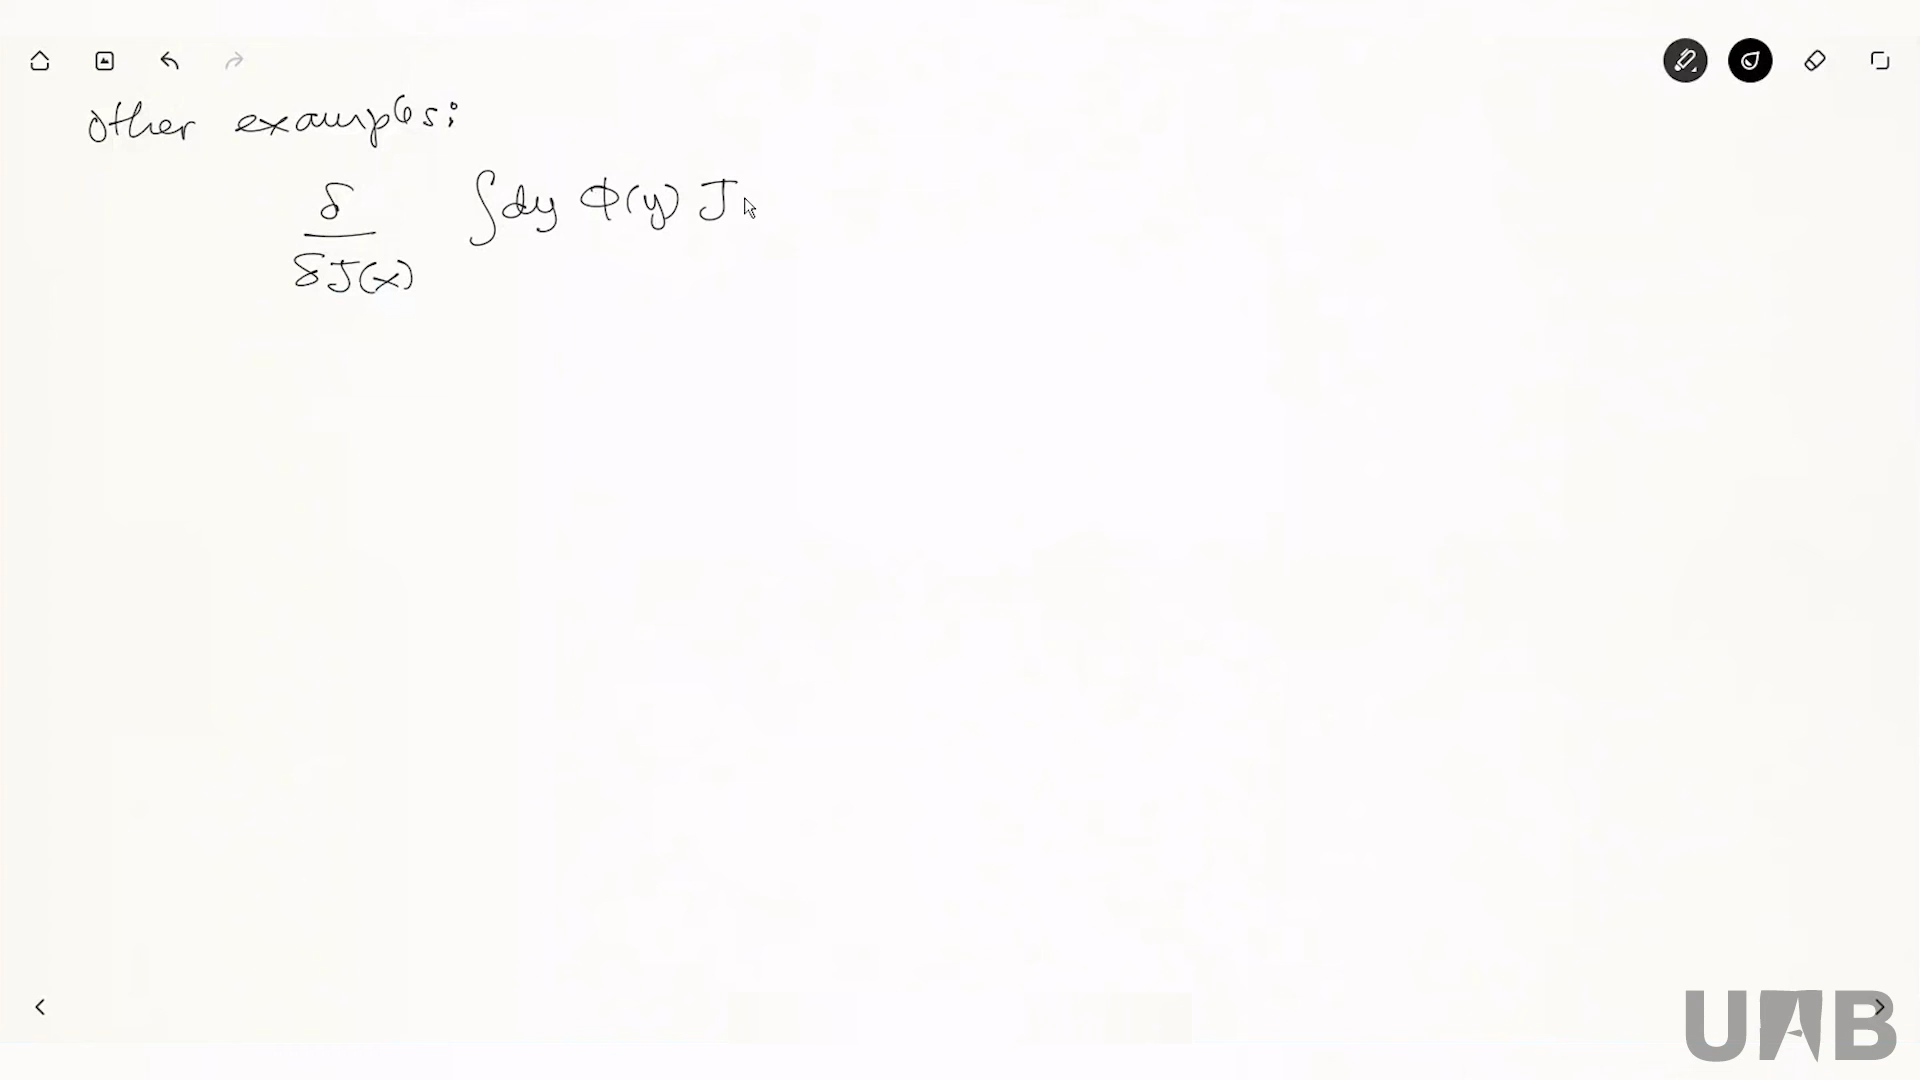 other examples:
δ/δJ(x) ∫dy Φ(y) J
UAB